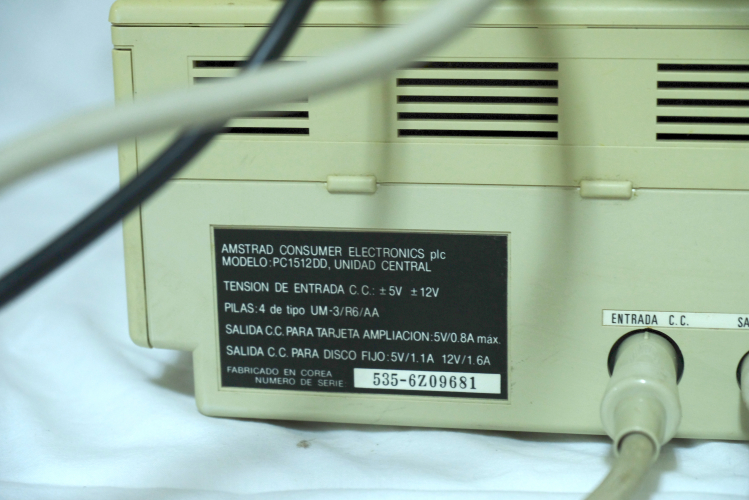 AMSTRAD CONSUMER ELECTRONICS plc
MODELO:PC1512DD, UNIDAD CENTRAL
TENSION DE ENTRADA C.C.: ±5V ±12V
PILAS:4 de tipo UM-3/R6/AA
SALIDA C.C. PARA TARJETA AMPLIACION:5V/0.8A máx.
SALIDA C.C. PARA DISCO FIJO:5V/1.1A 12V/1.6A
FABRICADO EN COREA
NUMERO DE SERIE: 535-6Z09681
ENTRADA C.C. SA